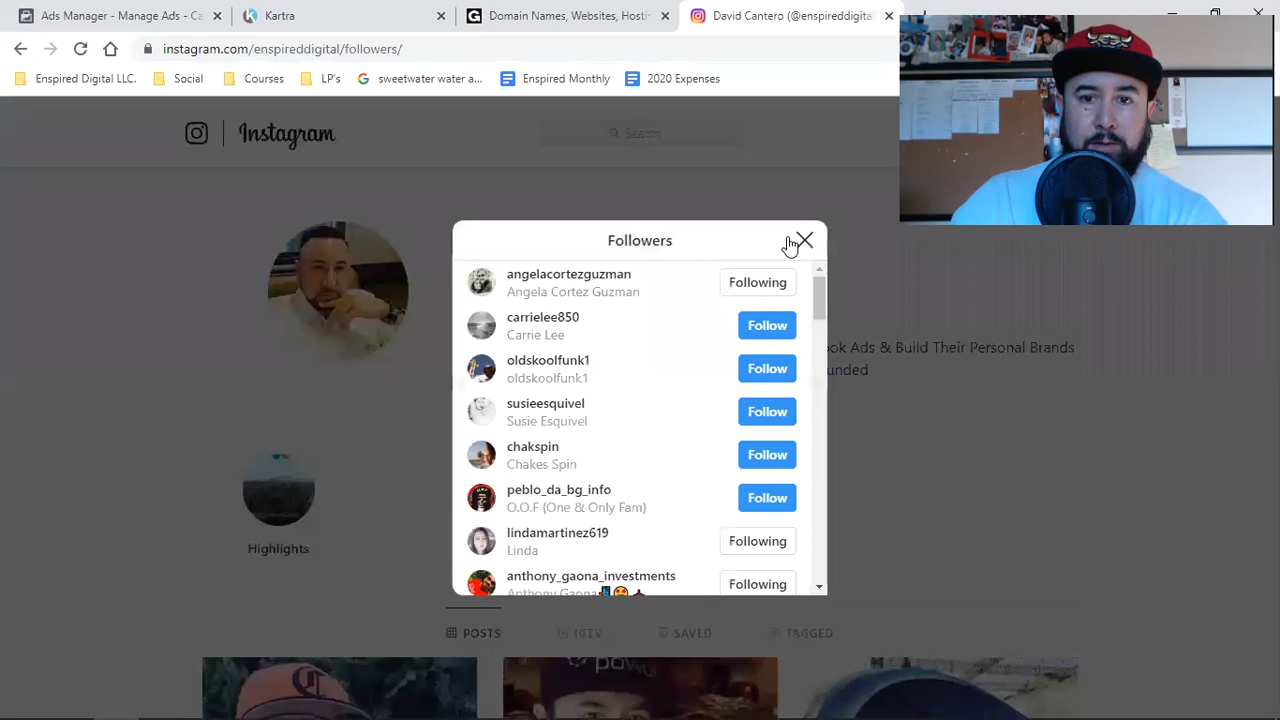 Ads Manager - Manage Ads - Ca
Kartra
Domain Names, Websites, Hosti
David Cantero (@enspireddigital
instagram.com/enspireddigital/followers/
Enspired Digital LLC.
Social
Courses
LP's
sweetwater water a...
Enspired Monthly
2020 Expenses
Instagram
Search
Followers
angelacortezguzman
Angela Cortez Guzman
Following
carrielee850
Carrie Lee
Follow
oldskoolfunk1
oldskoolfunk1
Follow
susieesquivel
Susie Esquivel
Follow
chakspin
Chakes Spin
Follow
peblo_da_bg_info
O.O.F {One & Only Fam}
Follow
lindamartinez619
Linda
Following
anthony_gaona_investments
Anthony Gaona
Following
ook Ads & Build Their Personal Brands
unded
Highlights
POSTS
IGTV
SAVED
TAGGED